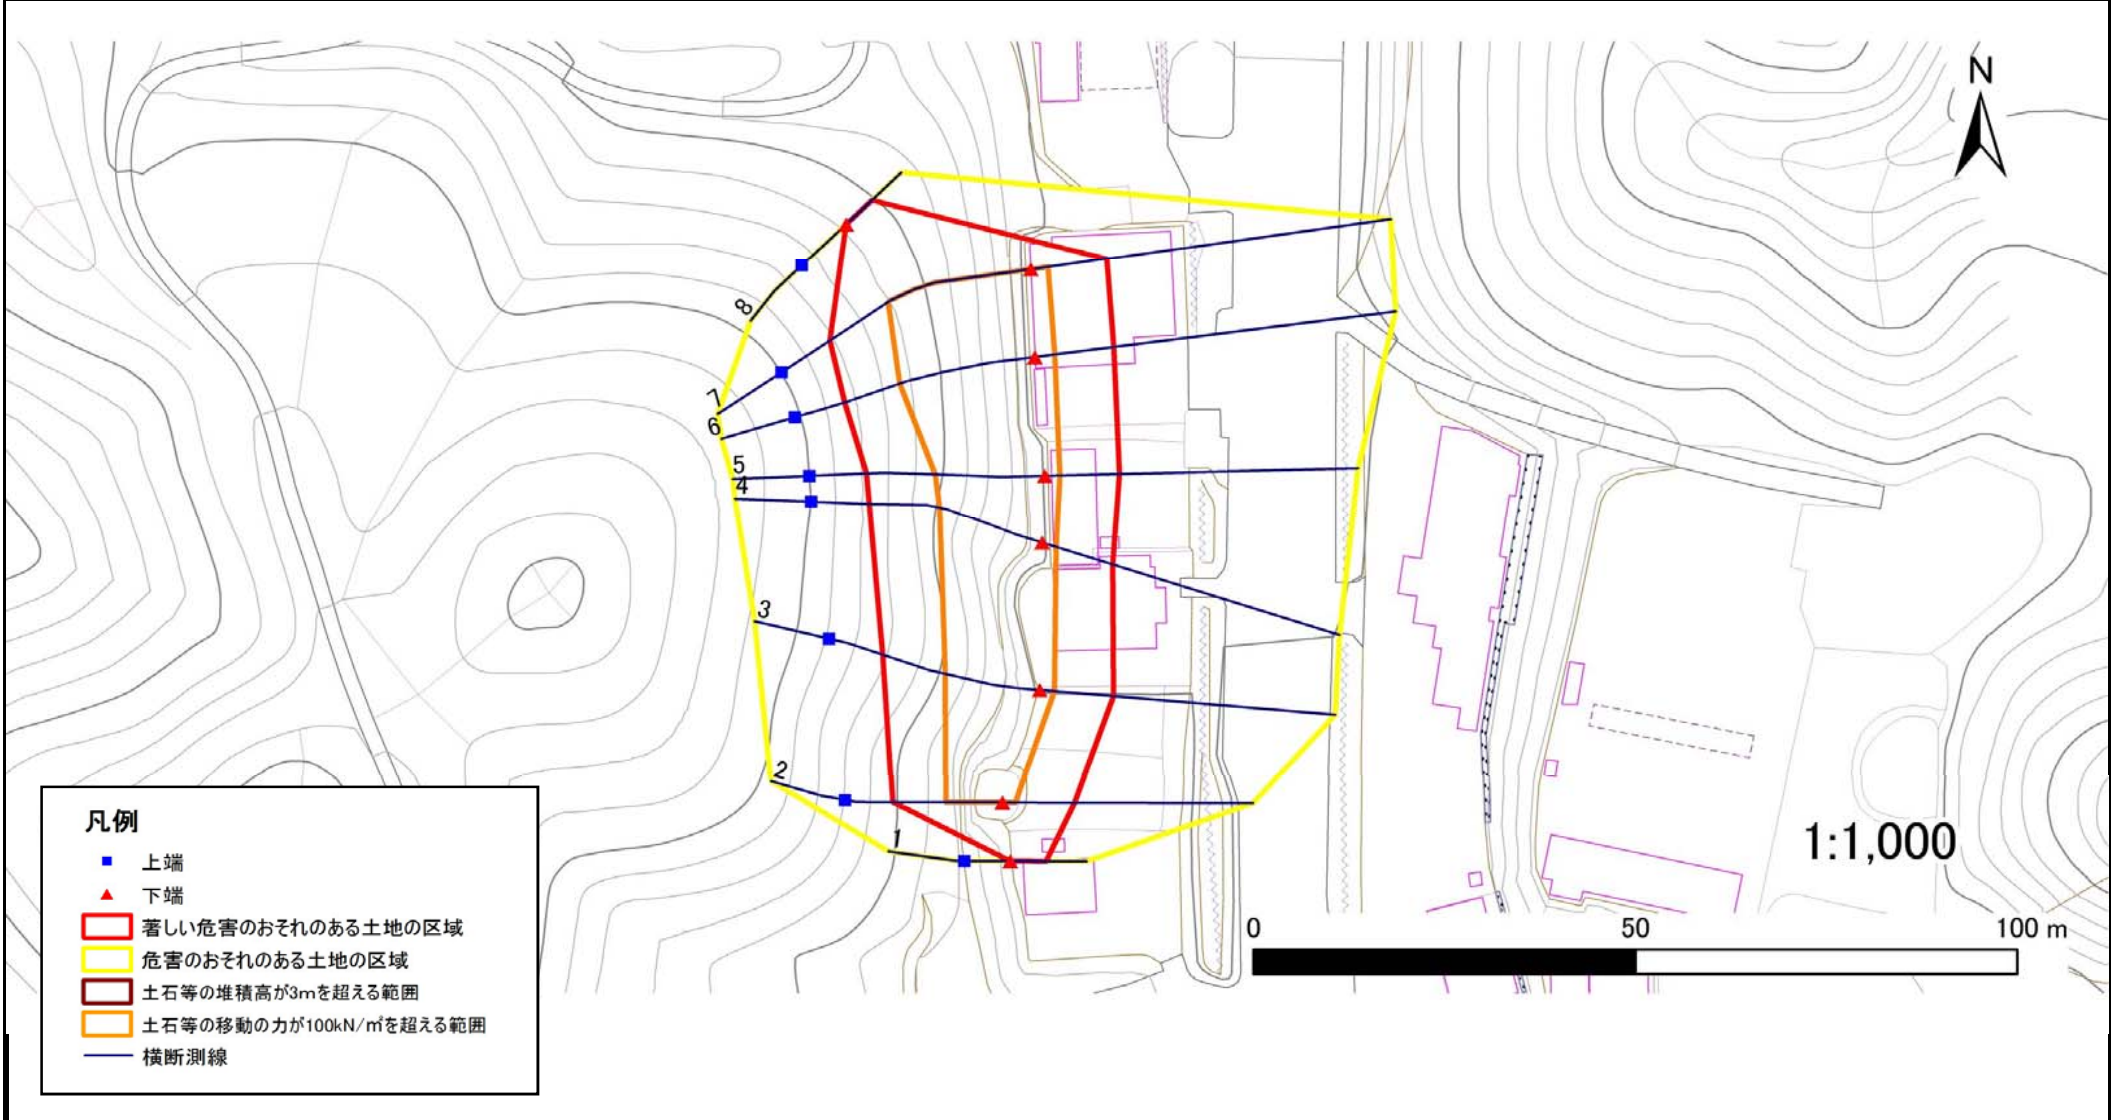 N
8
7
6
5
4
3
2
1
凡例
上端
下端
著しい危害のおそれのある土地の区域
危害のおそれのある土地の区域
土石等の堆積高が3mを超える範囲
土石等の移動の力が100kN/㎡を超える範囲
横断測線
1:1,000
0 50 100 m